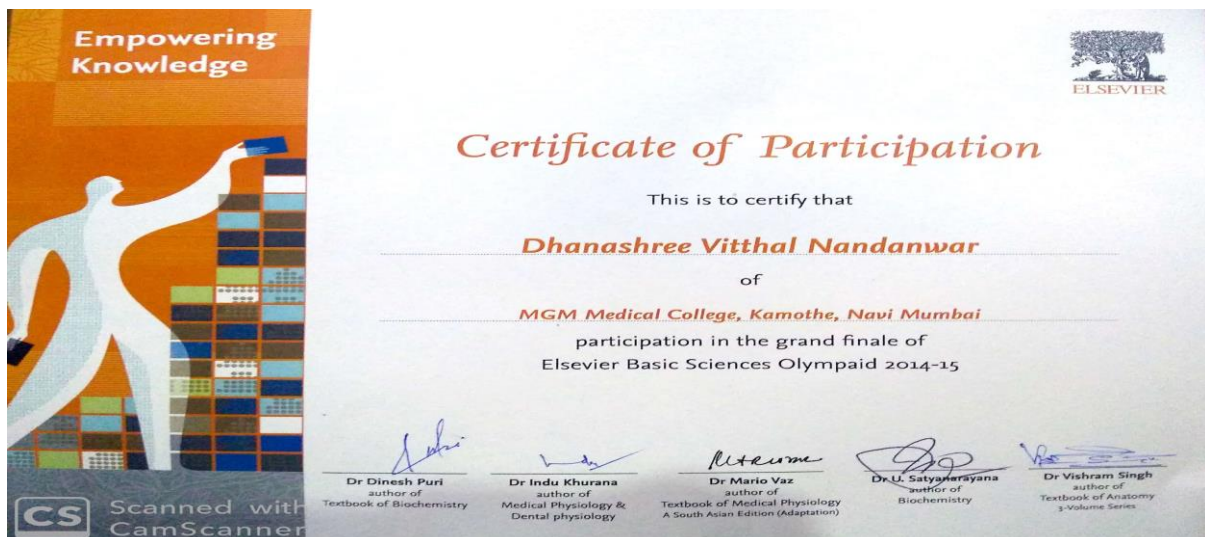 Empowering
Knowledge
ELSEVIER
Certificate of Participation
This is to certify that
Dhanashree Vitthal Nandanwar
of
MGM Medical College, Kamothe, Navi Mumbai
participation in the grand finale of
Elsevier Basic Sciences Olympaid 2014-15
Dr Dinesh Puri
author of
Textbook of Biochemistry
Dr Indu Khurana
author of
Medical Physiology &
Dental physiology
Dr Mario Vaz
author of
Textbook of Medical Physiology
A South Asian Edition (Adaptation)
Dr U. Satyanarayana
author of
Biochemistry
Dr Vishram Singh
author of
Textbook of Anatomy
3-Volume Series
CS Scanned with
CamScanner